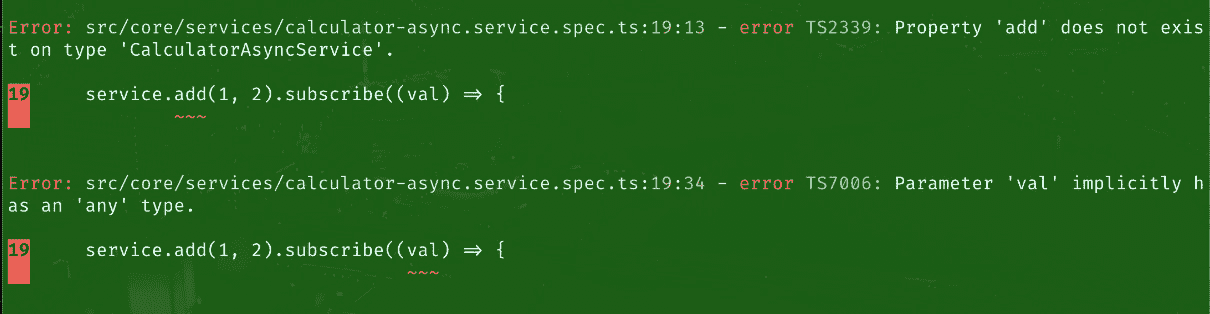 Error: src/core/services/calculator-async.service.spec.ts:19:13 - error TS2339: Property 'add' does not exis
t on type 'CalculatorAsyncService'.
19     service.add(1, 2).subscribe((val) => {
~~~
Error: src/core/services/calculator-async.service.spec.ts:19:34 - error TS7006: Parameter 'val' implicitly h
as an 'any' type.
19     service.add(1, 2).subscribe((val) => {
~~~